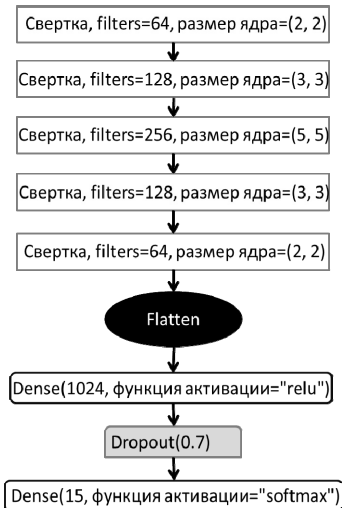 Свертка, filters=64, размер ядра=(2, 2)
Свертка, filters=128, размер ядра=(3, 3)
Свертка, filters=256, размер ядра=(5, 5)
Свертка, filters=128, размер ядра=(3, 3)
Свертка, filters=64, размер ядра=(2, 2)
Flatten
Dense(1024, функция активации="relu")
Dropout(0.7)
Dense(15, функция активации="softmax")